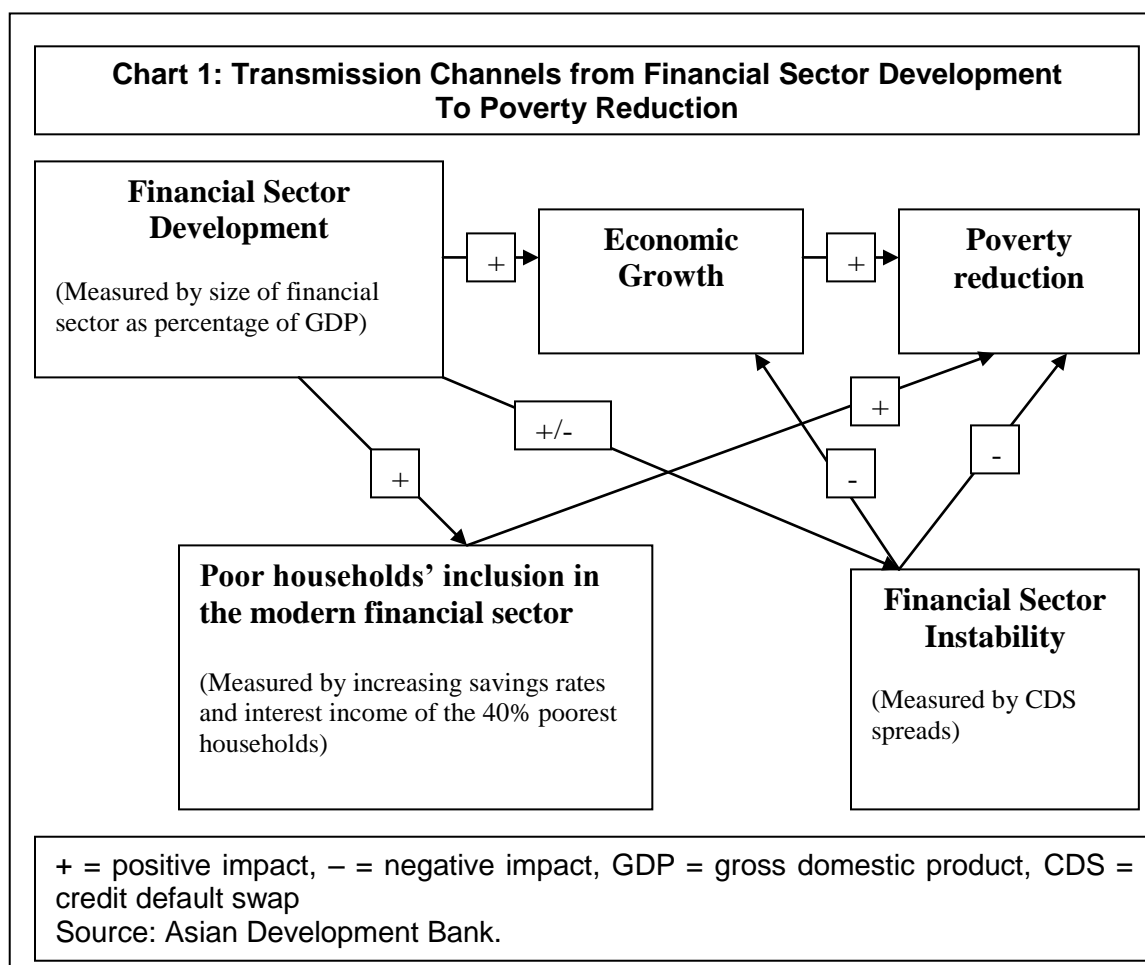 Chart 1: Transmission Channels from Financial Sector Development
To Poverty Reduction
Financial Sector
Development
(Measured by size of financial
sector as percentage of GDP)
+
Economic
Growth
+
Poverty
reduction
+/-
+
+
-
-
Poor households’ inclusion in
the modern financial sector
(Measured by increasing savings rates
and interest income of the 40% poorest
households)
Financial Sector
Instability
(Measured by CDS
spreads)
+ = positive impact, – = negative impact, GDP = gross domestic product, CDS =
credit default swap
Source: Asian Development Bank.